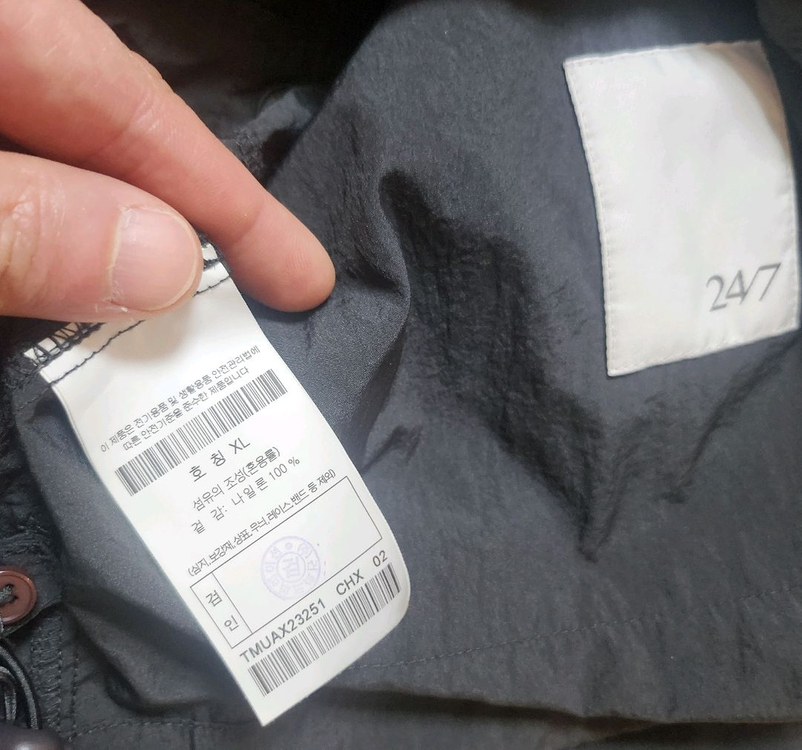 이 제품은 전기용품 및 생활용품 안전관리법에
따른 안전기준을 준수한 제품입니다
호 칭 XL
섬유의 조성(혼용률)
겉 감: 나 일 론 100 %
(심지,보강재,상표,무늬,레이스,밴드 등 제외)
검
인
검
TMUAX23251 CHX 02
24/7